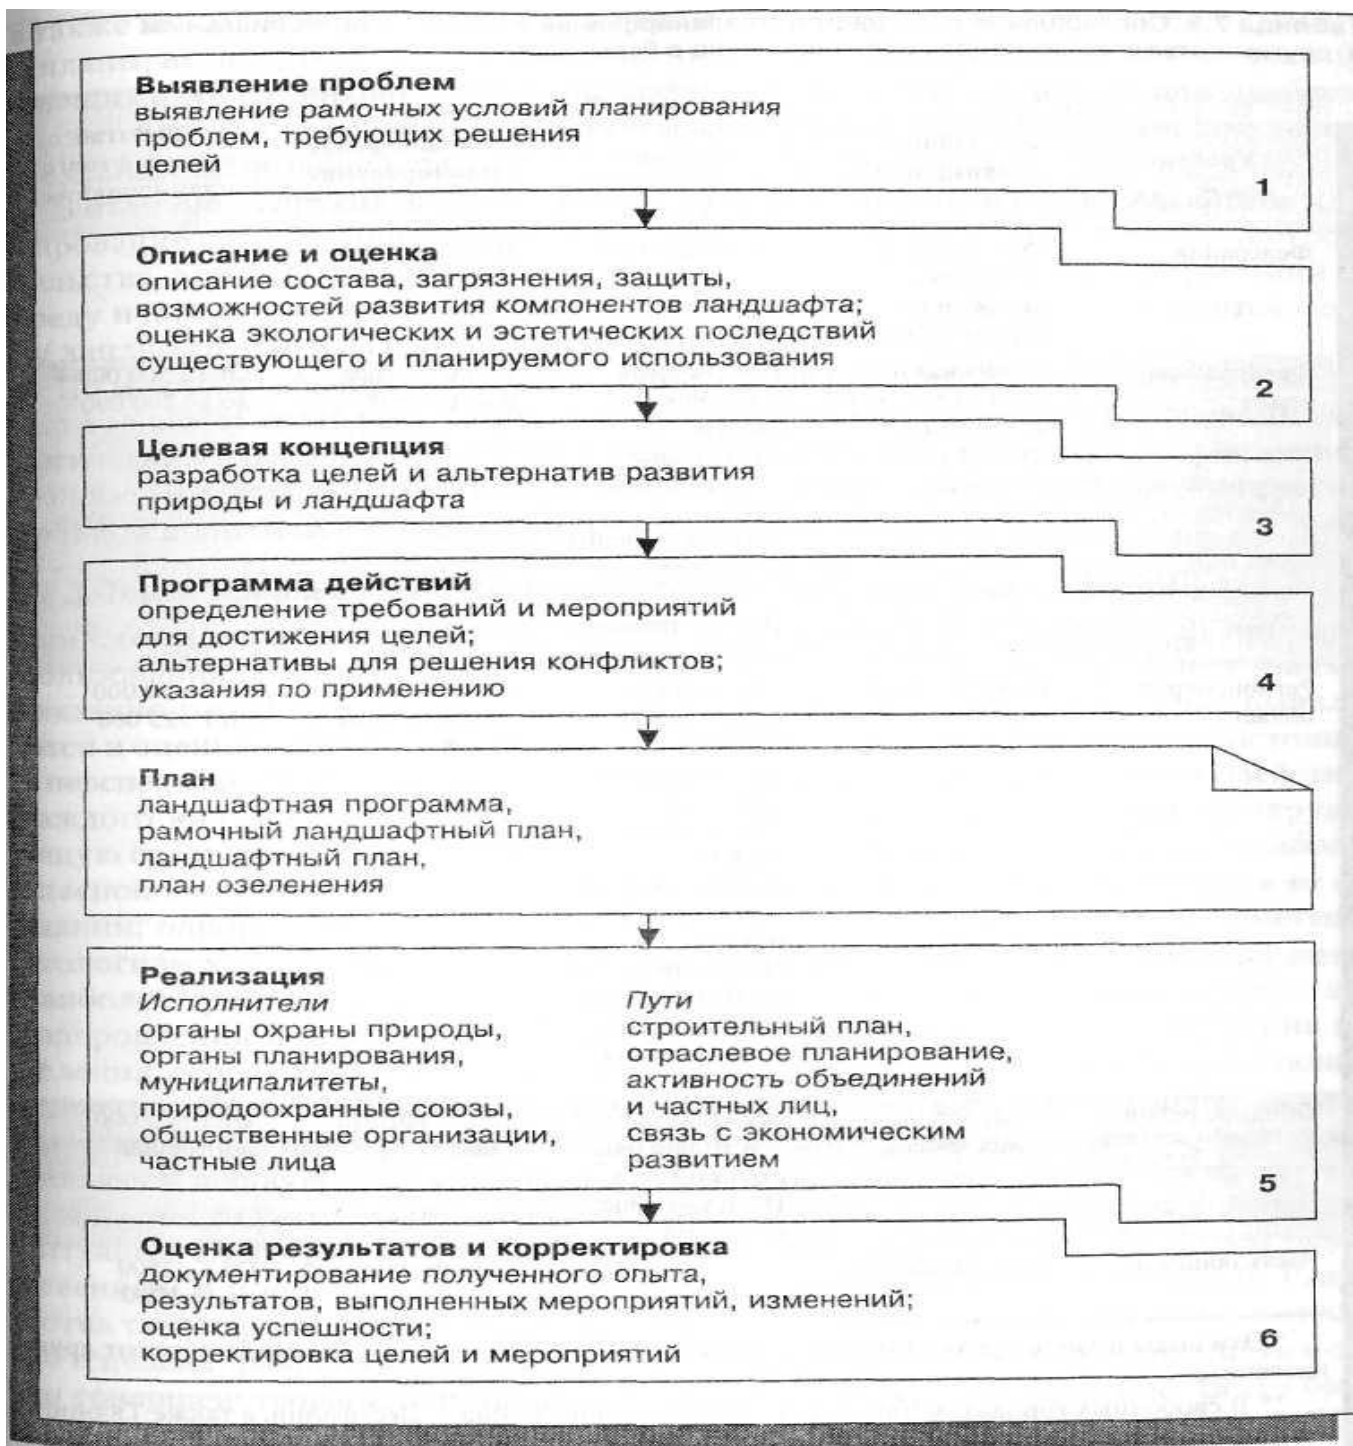 Выявление проблем
выявление рамочных условий планирования
проблем, требующих решения
целей
1
Описание и оценка
описание состава, загрязнения, защиты,
возможностей развития компонентов ландшафта;
оценка экологических и эстетических последствий
существующего и планируемого использования
2
Целевая концепция
разработка целей и альтернатив развития
природы и ландшафта
3
Программа действий
определение требований и мероприятий
для достижения целей;
альтернативы для решения конфликтов;
указания по применению
4
План
ландшафтная программа,
рамочный ландшафтный план,
ландшафтный план,
план озеленения
Реализация
Исполнители
органы охраны природы,
органы планирования,
муниципалитеты,
природоохранные союзы,
общественные организации,
частные лица
Пути
строительный план,
отраслевое планирование,
активность объединений
и частных лиц,
связь с экономическим
развитием
5
Оценка результатов и корректировка
документирование полученного опыта,
результатов, выполненных мероприятий, изменений;
оценка успешности;
корректировка целей и мероприятий
6